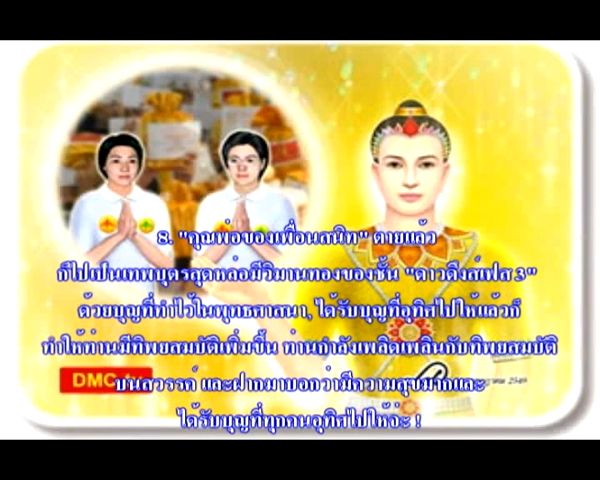 8. "คุณพ่อของเพื่อนสนิท" ตายแล้ว
ก็ไปเป็นเทพบุตรสุดหล่อมีวิมานทองของชั้น "ดาวดึงส์เฟส 3"
ด้วยบุญที่ทำไว้ในพุทธศาสนา, ได้รับบุญที่อุทิศไปให้แล้วก็
ทำให้ท่านมีทิพยสมบัติเพิ่มขึ้น ท่านกำลังเพลิดเพลินกับทิพยสมบัติ
บนสวรรค์ และฝากมาบอกว่ามีความสุขมากและ
DMC.tv
ได้รับบุญที่ทุกคนอุทิศไปให้จ่ะ !